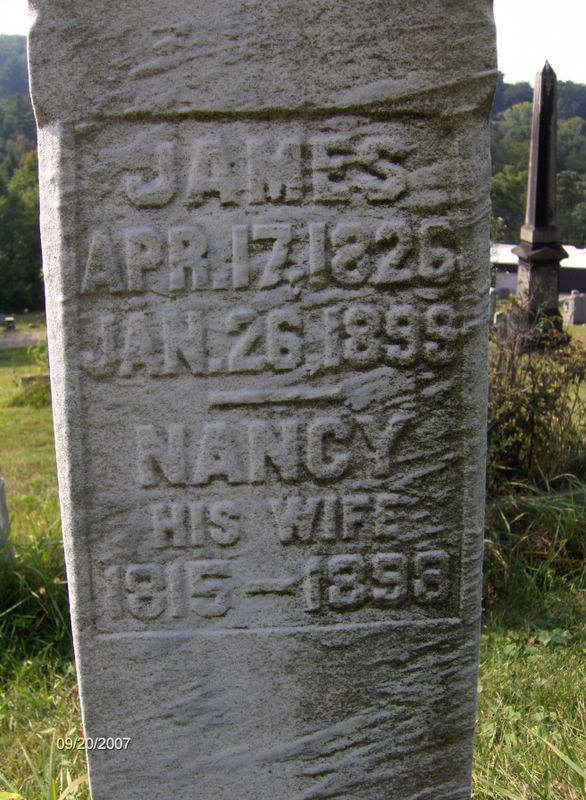 JAMES
APR. 17, 1826
JAN. 26, 1899
NANCY
HIS WIFE
1815 – 1898
09/20/2007